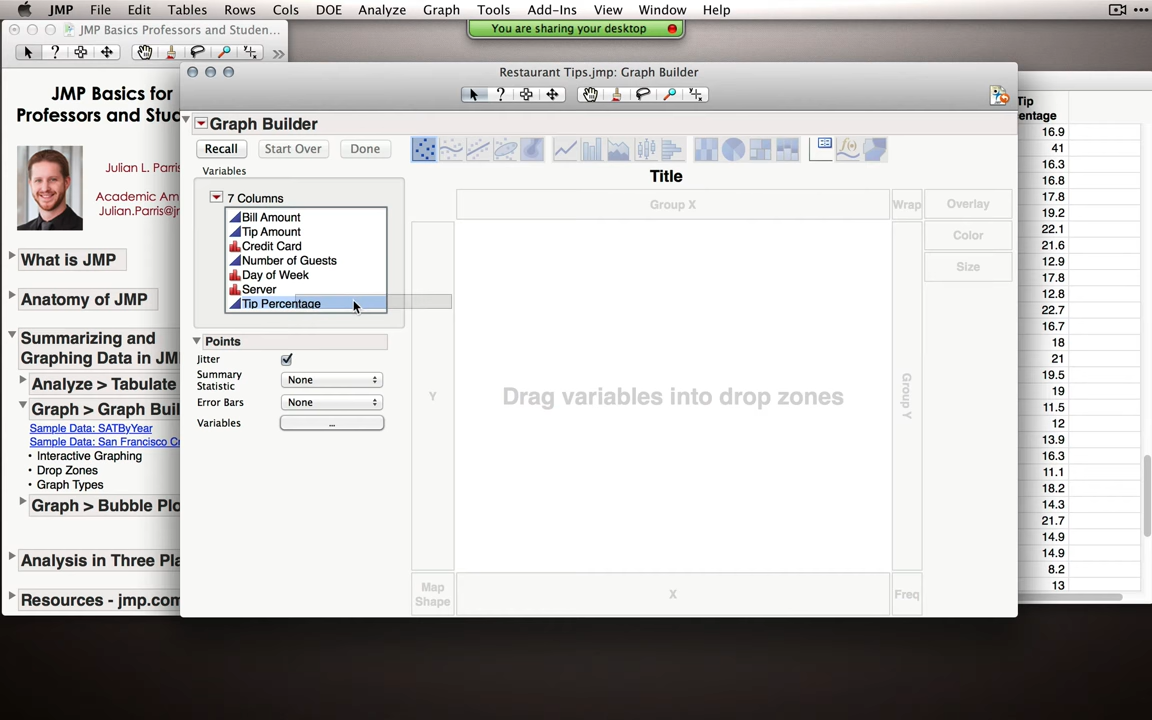 JMP File Edit Tables Rows Cols DOE Analyze Graph Tools Add-Ins View Window Help
You are sharing your desktop
JMP Basics Professors and Studen...
JMP Basics for
Professors and Stud
Julian L. Parris
Academic Am
Julian.Parris@j
What is JMP
Anatomy of JMP
Summarizing and
Graphing Data in JM
Analyze > Tabulate
Graph > Graph Buil
Sample Data: SATByYear
Sample Data: San Francisco C
• Interactive Graphing
• Drop Zones
• Graph Types
Graph > Bubble Plo
Analysis in Three Pla
Resources - jmp.com
Restaurant Tips.jmp: Graph Builder
Graph Builder
Recall Start Over Done
Variables
7 Columns
Bill Amount
Tip Amount
Credit Card
Number of Guests
Day of Week
Server
Tip Percentage
Points
Jitter
Summary
Statistic
None
Error Bars None
Variables ...
Title
Group X
Wrap
Overlay
Color
Size
Y
Drag variables into drop zones
Group Y
Map
Shape
X
Freq
Tip
entage
16.9
41
16.3
16.8
17.8
19.2
22.1
21.6
12.9
17.8
12.8
22.7
16.7
18
21
19.5
19
11.5
12
13.9
16.3
11.1
18.2
14.3
21.7
14.9
14.9
8.2
13